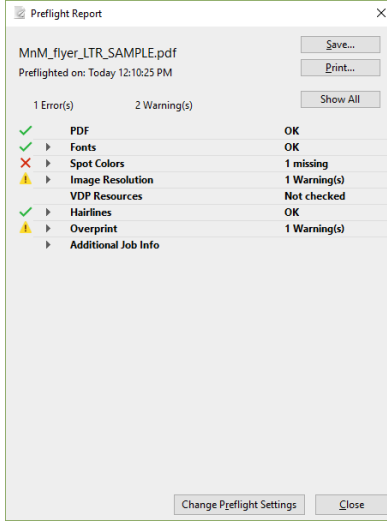 Preflight Report
MnM_flyer_LTR_SAMPLE.pdf
Save...
Preflighted on: Today 12:10:25 PM
Print...
1 Error(s) 2 Warning(s)
Show All
PDF OK
Fonts OK
Spot Colors 1 missing
Image Resolution 1 Warning(s)
VDP Resources Not checked
Hairlines OK
Overprint 1 Warning(s)
Additional Job Info
Change Preflight Settings Close